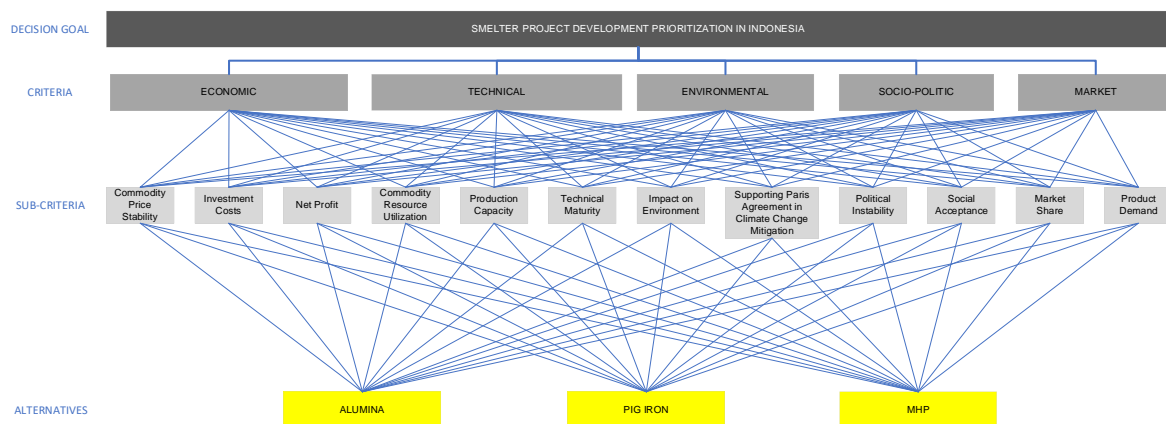 DECISION GOAL
SMELTER PROJECT DEVELOPMENT PRIORITIZATION IN INDONESIA
CRITERIA
ECONOMIC
TECHNICAL
ENVIRONMENTAL
SOCIO-POLITIC
MARKET
SUB-CRITERIA
Commodity
Price
Stability
Investment
Costs
Net Profit
Commodity
Resource
Utilization
Production
Capacity
Technical
Maturity
Impact on
Environment
Supporting Paris
Agreement in
Climate Change
Mitigation
Political
Instability
Social
Acceptance
Market
Share
Product
Demand
ALTERNATIVES
ALUMINA
PIG IRON
MHP